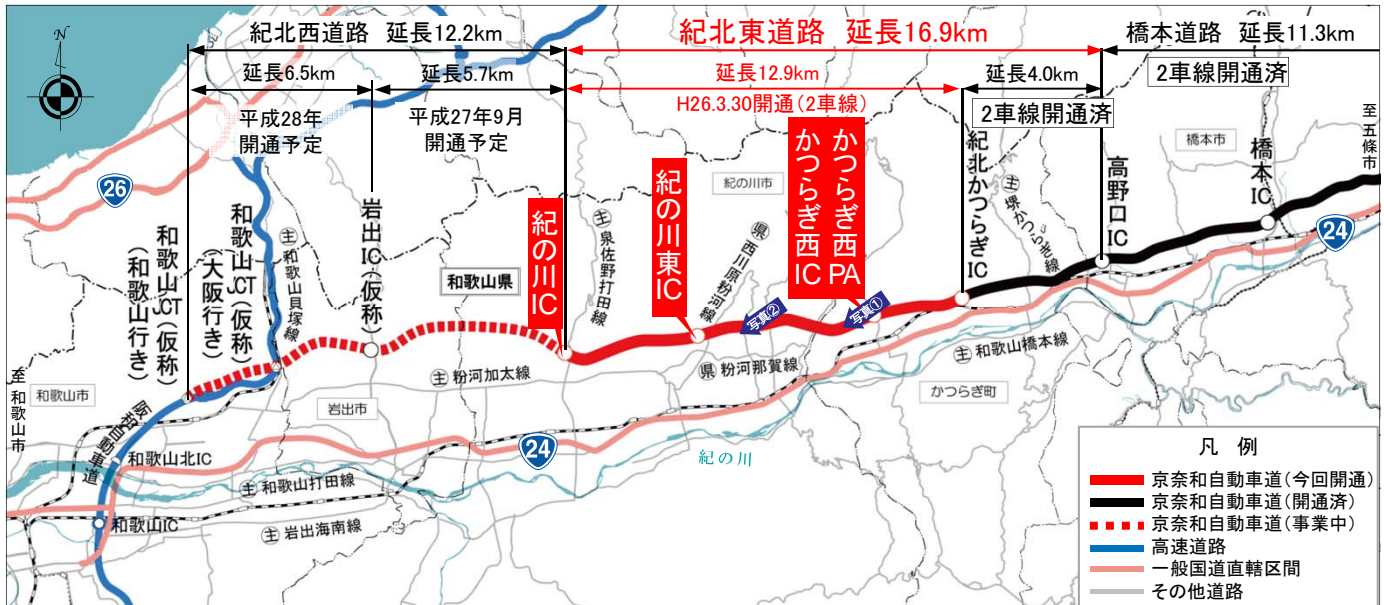 紀北西道路 延長12.2km
紀北東道路 延長16.9km
橋本道路 延長11.3km
延長6.5km
延長5.7km
延長12.9km
延長4.0km
2車線開通済
平成28年
開通予定
平成27年9月
開通予定
H26.3.30開通(2車線)
2車線開通済
至五條市
N
26
24
24
橋本市
橋本IC
高野口IC
主 堺かつらぎ線
紀北かつらぎIC
かつらぎ西PA
かつらぎ西IC
紀の川市
県 西川原粉河線
紀の川東IC
主 泉佐野打田線
紀の川IC
和歌山県
岩出IC(仮称)
主 和歌山貝塚線
和歌山JCT(仮称)
(大阪行き)
和歌山JCT(仮称)
(和歌山行き)
写真②
写真①
主 粉河加太線
県 粉河那賀線
主 和歌山橋本線
かつらぎ町
至和歌山市
和歌山市
岩出市
阪和自動車道
和歌山北IC
紀の川
主 和歌山打田線
和歌山IC
主 岩出海南線
凡 例
京奈和自動車道(今回開通)
京奈和自動車道(開通済)
京奈和自動車道(事業中)
高速道路
一般国道直轄区間
その他道路